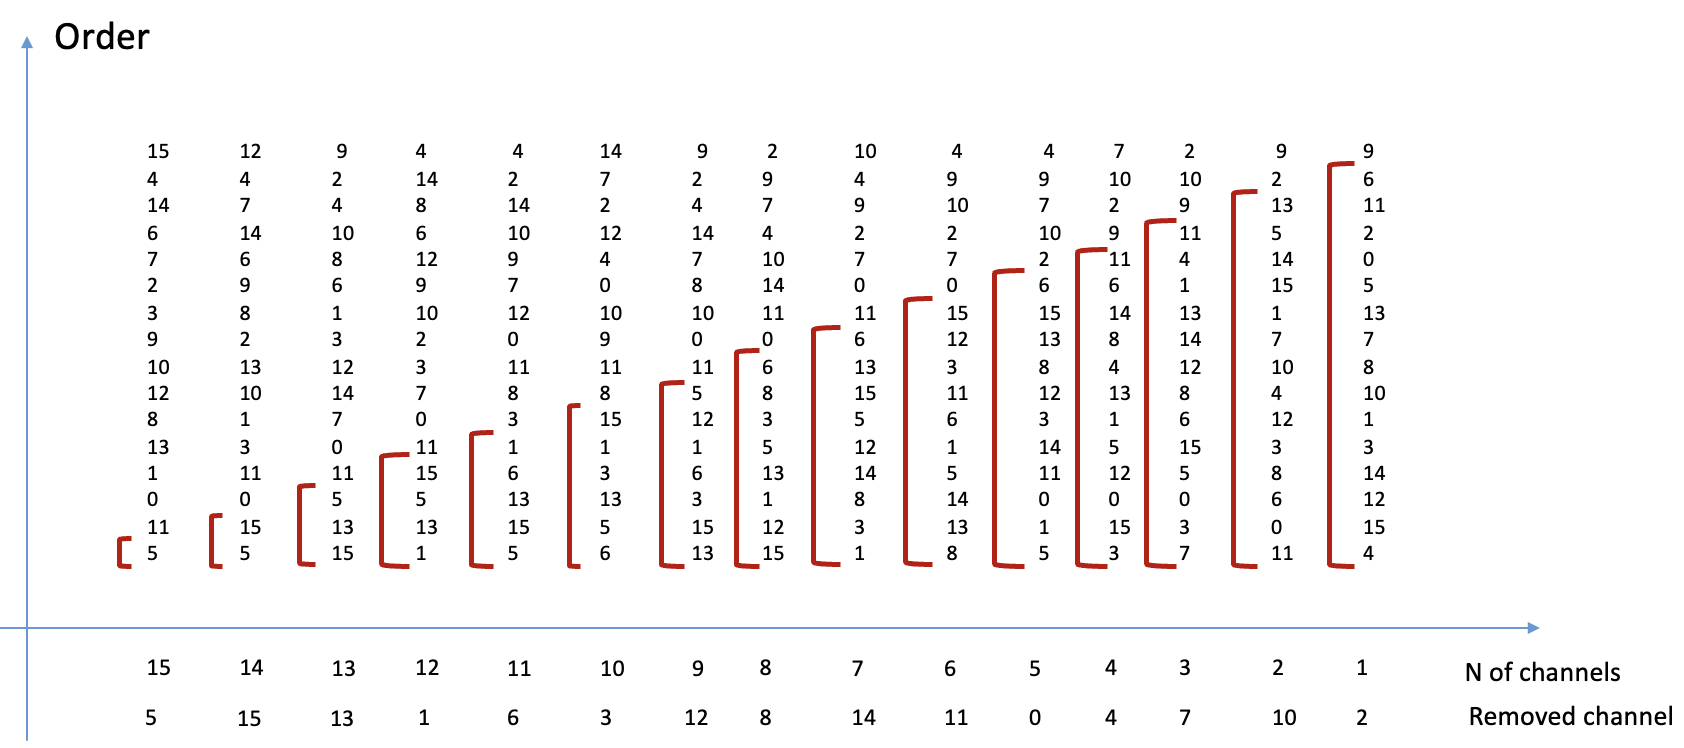 Order
15 12 9 4 4 14 9 2 10 4 4 7 2 9 9
4 4 2 14 2 7 2 9 4 9 9 10 10 2 6
14 7 4 8 14 2 4 7 9 10 7 2 9 13 11
6 14 10 6 10 12 14 4 2 2 10 9 11 5 2
7 6 8 12 9 4 7 10 7 7 2 11 4 14 0
2 9 6 9 7 0 8 14 0 0 6 6 1 15 5
3 8 1 10 12 10 10 11 11 15 15 14 13 1 13
9 2 3 2 0 9 0 0 6 12 13 8 14 7 7
10 13 12 3 11 11 11 6 13 3 8 4 12 10 8
12 10 14 7 8 8 5 8 15 11 12 13 8 4 10
8 1 7 0 3 15 12 3 5 6 3 1 6 12 1
13 3 0 11 1 1 1 5 12 1 14 5 15 3 3
1 11 11 15 6 3 6 13 14 5 11 12 5 8 14
0 0 5 5 13 13 3 1 8 14 0 0 0 6 12
11 15 13 13 15 5 15 12 3 13 1 15 3 0 15
5 5 15 1 5 6 13 15 1 8 5 3 7 11 4
15 14 13 12 11 10 9 8 7 6 5 4 3 2 1 N of channels
5 15 13 1 6 3 12 8 14 11 0 4 7 10 2 Removed channel